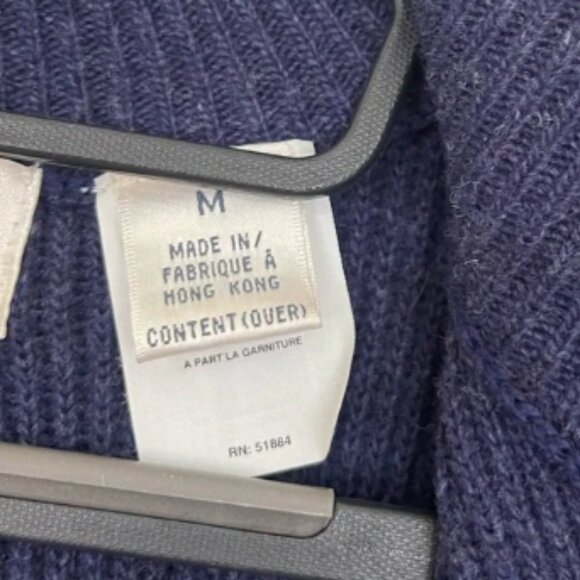 M
MADE IN/
FABRIQUE À
HONG KONG
CONTENT (OVER)
A PART LA GARNITURE
RN: 51884